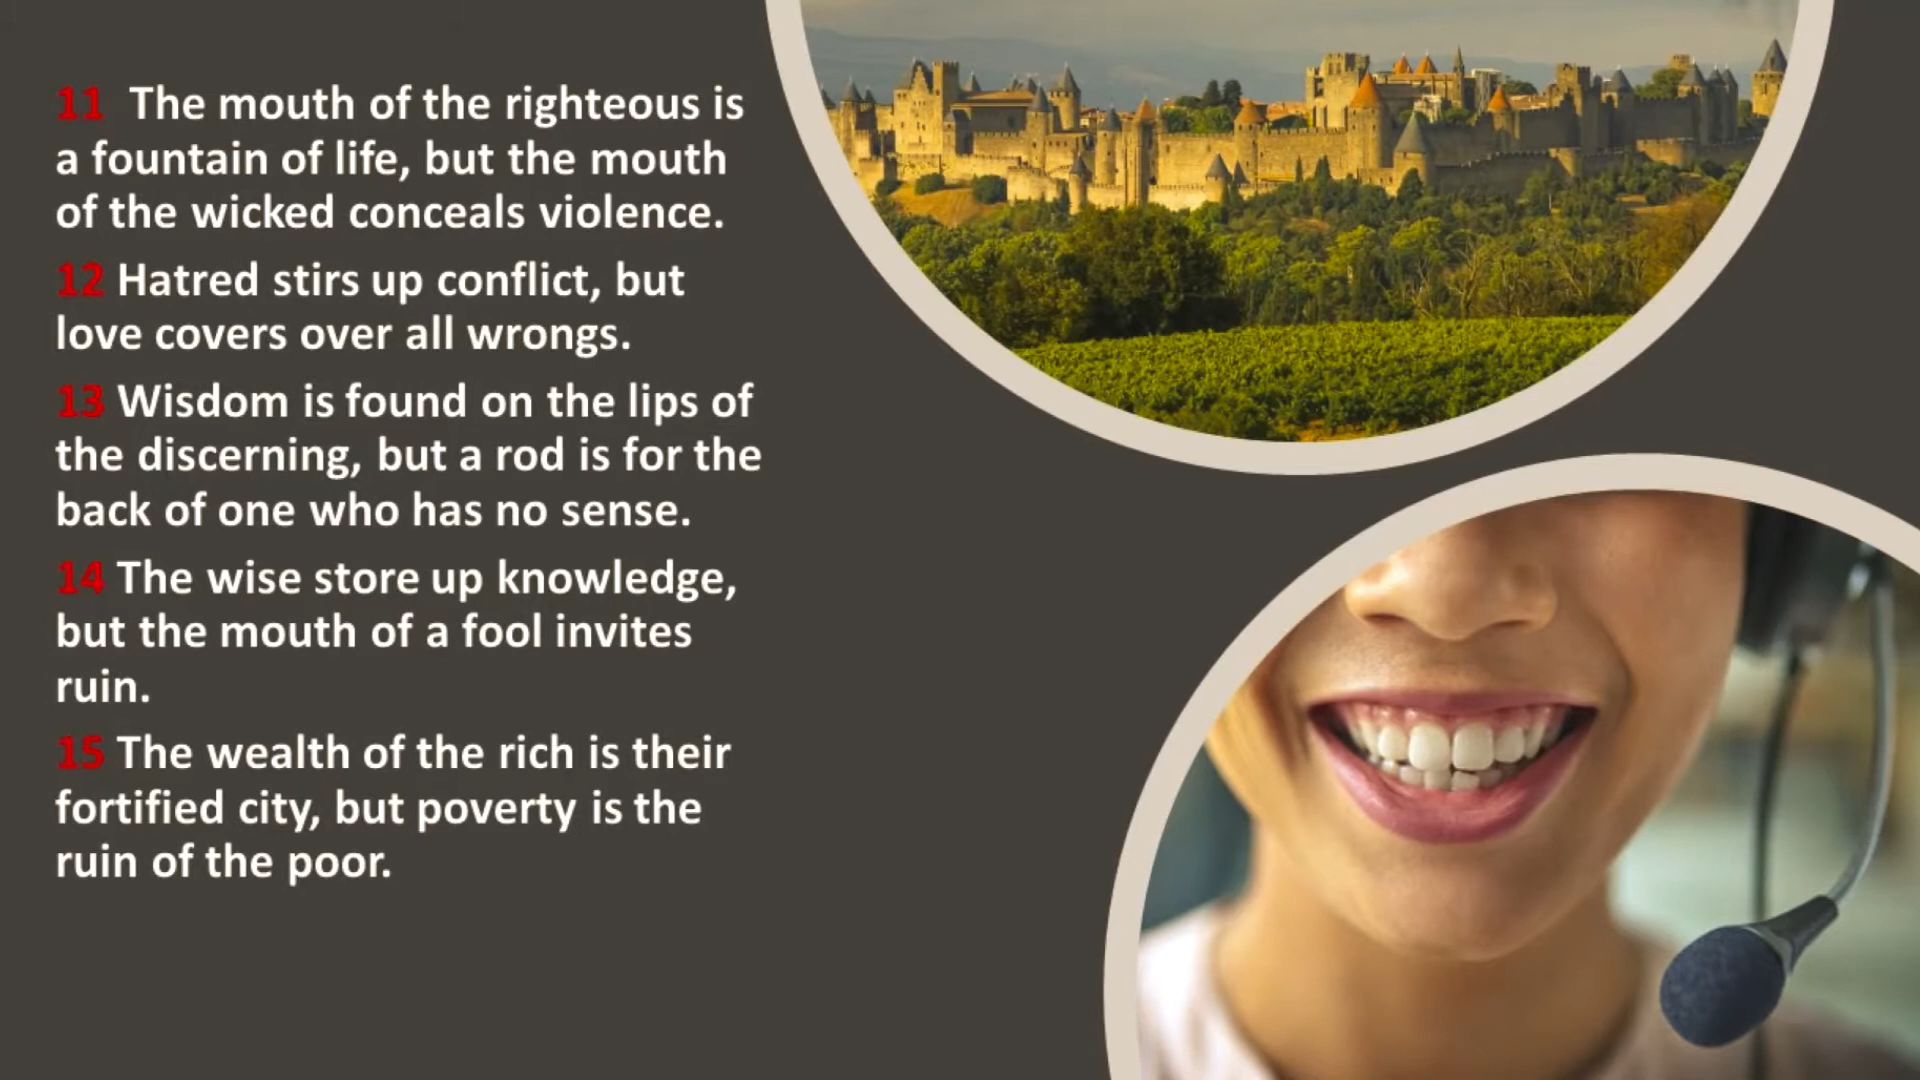 11 The mouth of the righteous is
a fountain of life, but the mouth
of the wicked conceals violence.
12 Hatred stirs up conflict, but
love covers over all wrongs.
13 Wisdom is found on the lips of
the discerning, but a rod is for the
back of one who has no sense.
14 The wise store up knowledge,
but the mouth of a fool invites
ruin.
15 The wealth of the rich is their
fortified city, but poverty is the
ruin of the poor.